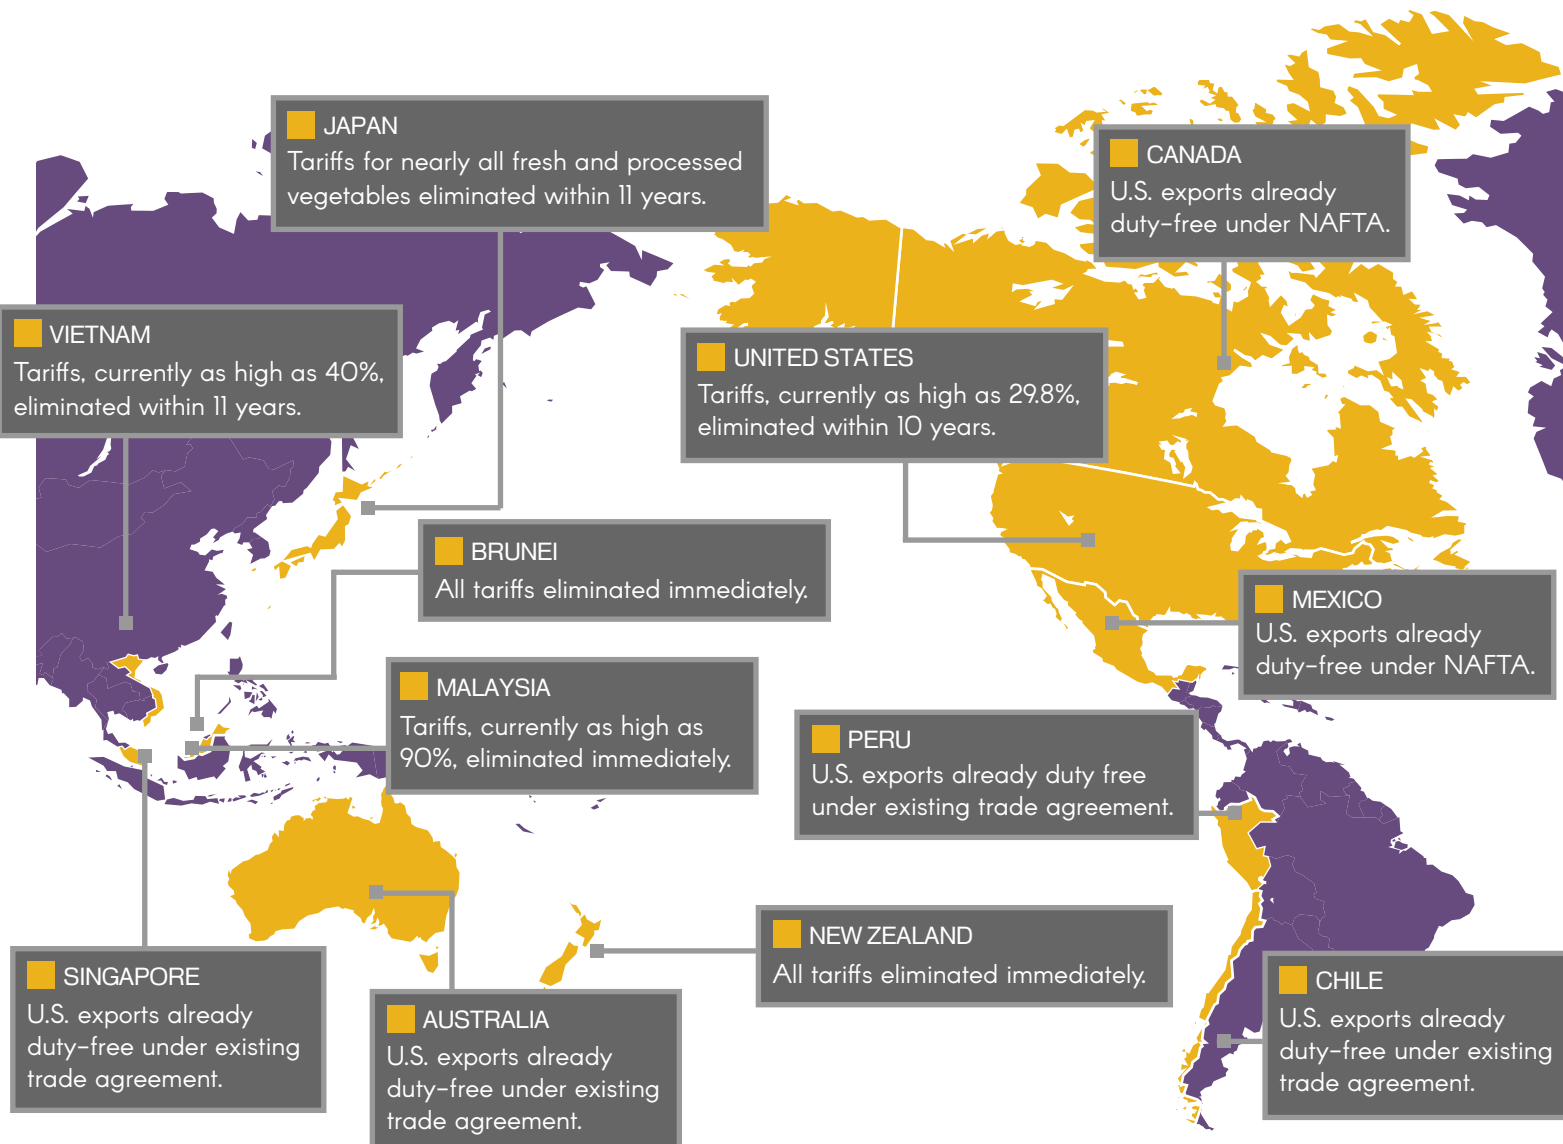 JAPAN
Tariffs for nearly all fresh and processed
vegetables eliminated within 11 years.
CANADA
U.S. exports already
duty-free under NAFTA.
VIETNAM
Tariffs, currently as high as 40%,
eliminated within 11 years.
UNITED STATES
Tariffs, currently as high as 29.8%,
eliminated within 10 years.
BRUNEI
All tariffs eliminated immediately.
MEXICO
U.S. exports already
duty-free under NAFTA.
MALAYSIA
Tariffs, currently as high as
90%, eliminated immediately.
PERU
U.S. exports already duty free
under existing trade agreement.
NEW ZEALAND
All tariffs eliminated immediately.
SINGAPORE
U.S. exports already
duty-free under existing
trade agreement.
AUSTRALIA
U.S. exports already
duty-free under existing
trade agreement.
CHILE
U.S. exports already
duty-free under existing
trade agreement.